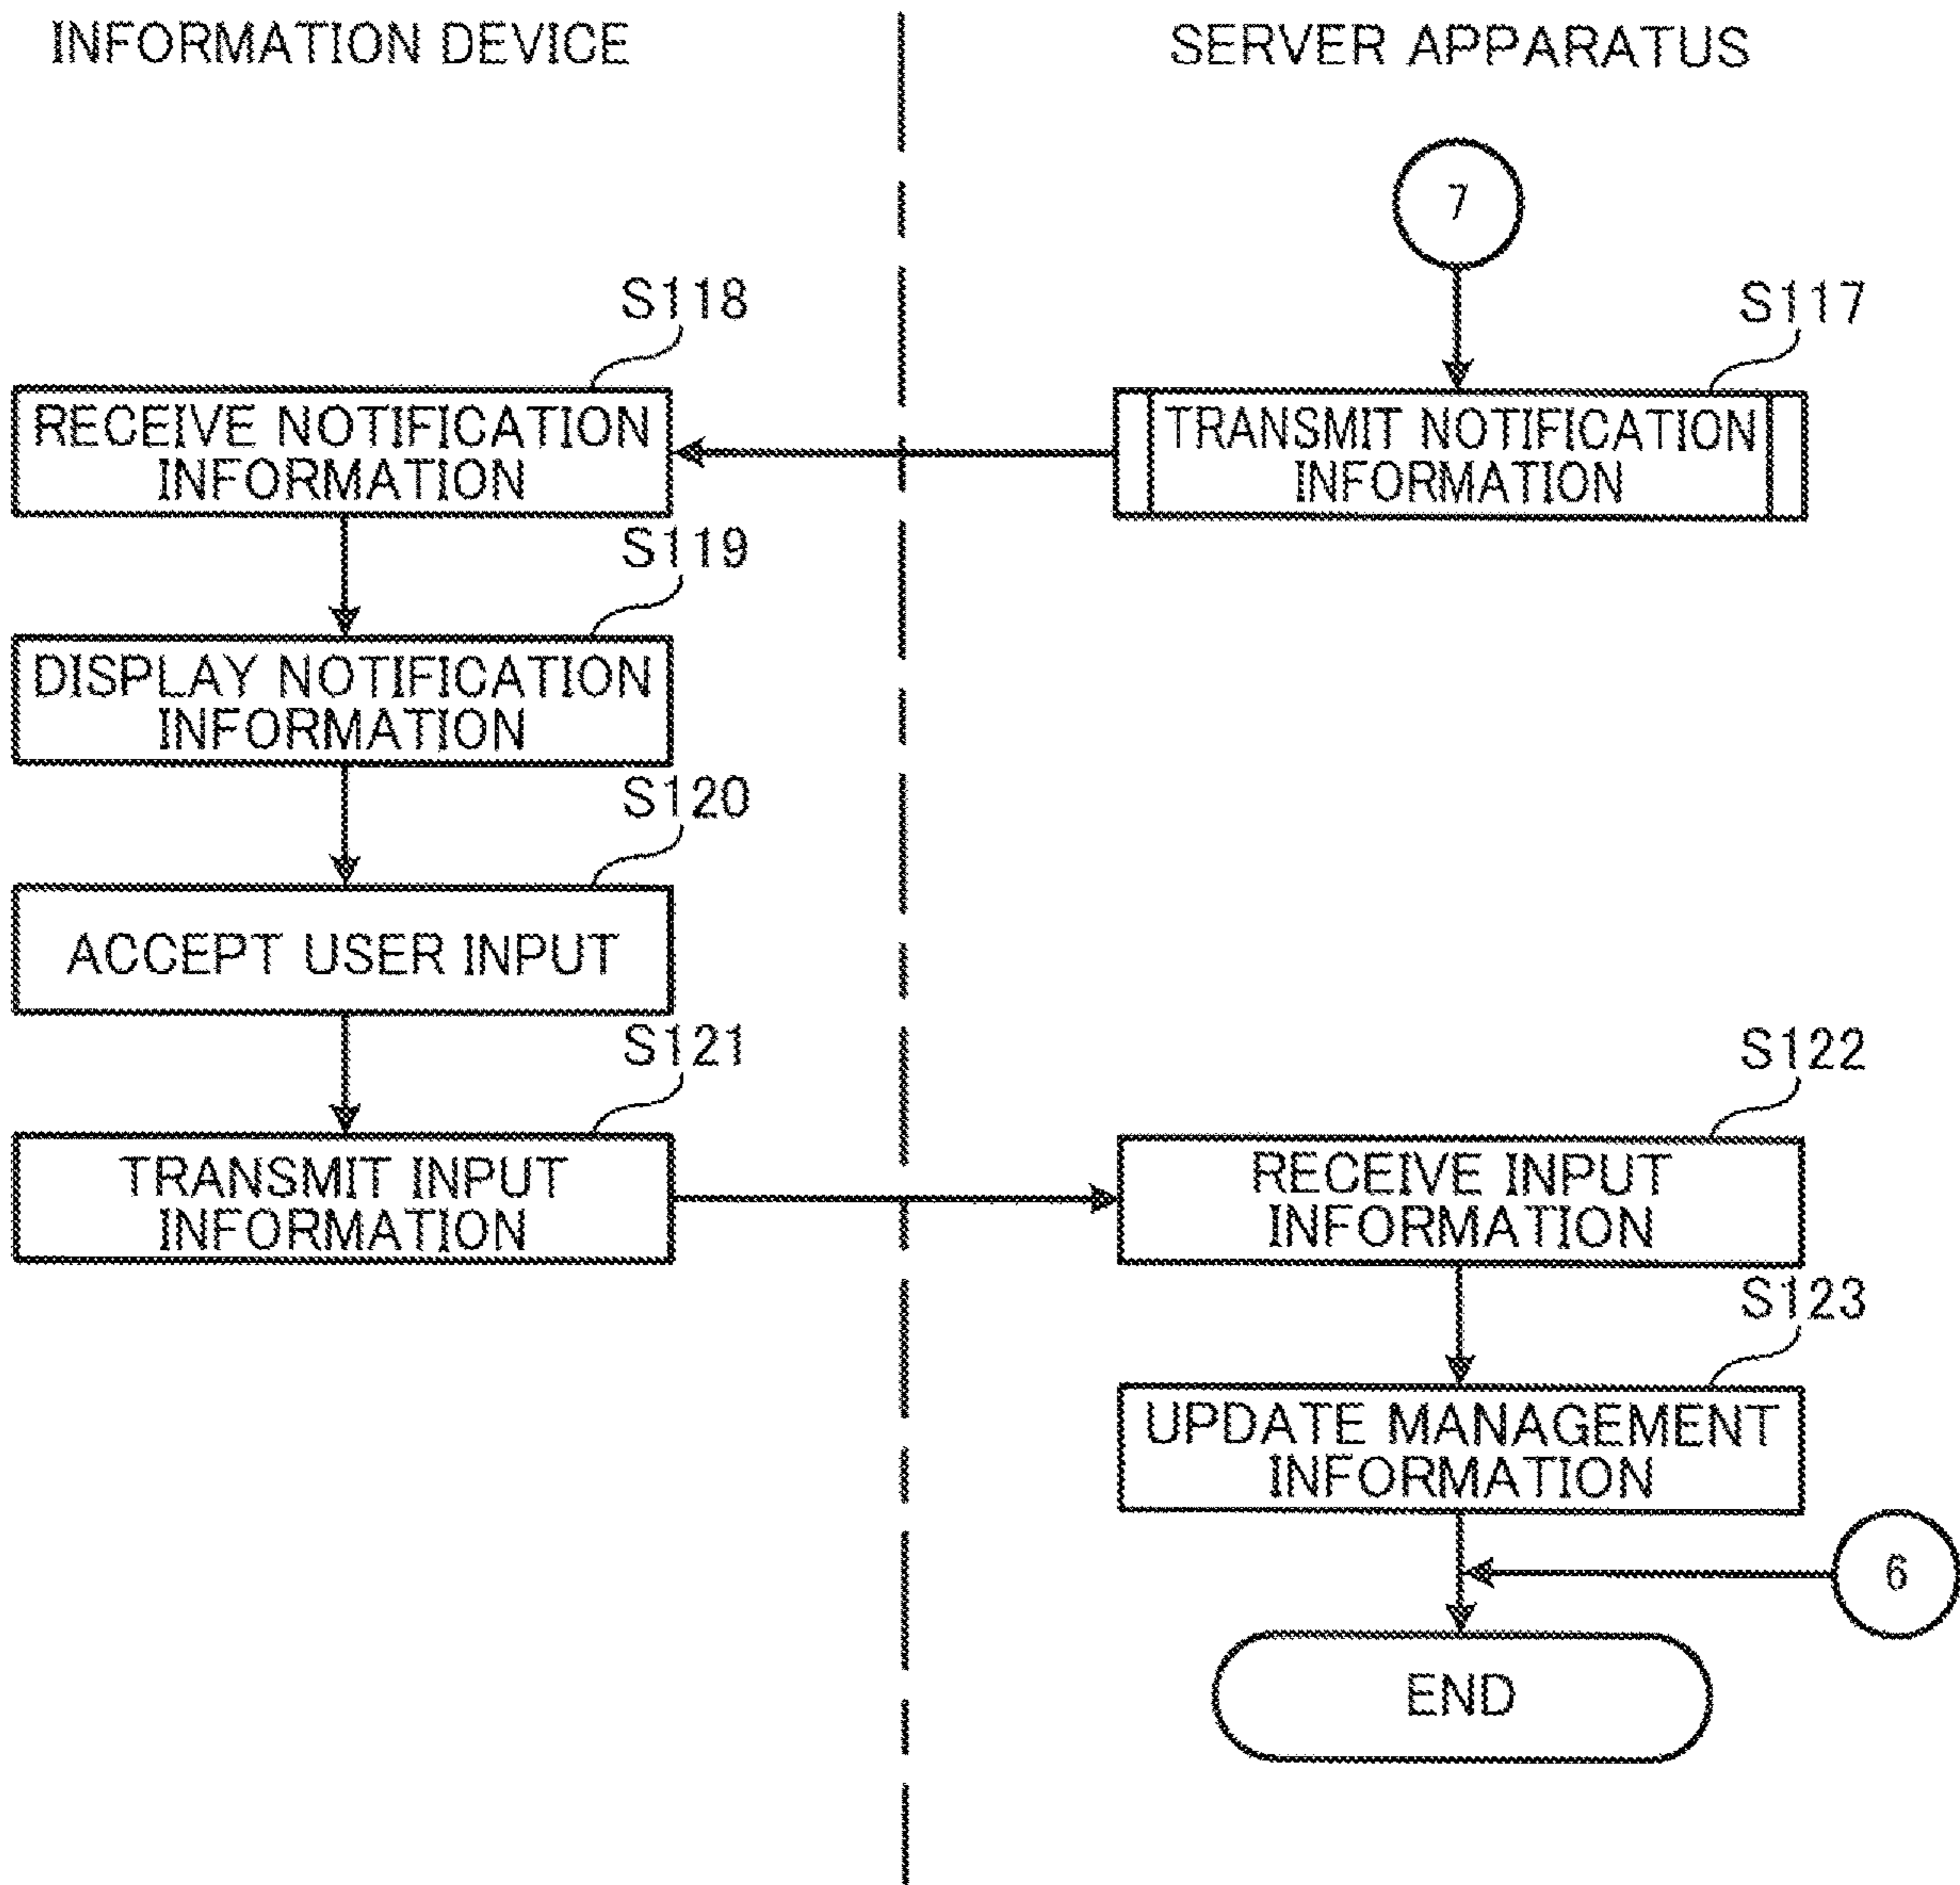 INFORMATION DEVICE
SERVER APPARATUS
7
S117
TRANSMIT NOTIFICATION
INFORMATION
S118
RECEIVE NOTIFICATION
INFORMATION
S119
DISPLAY NOTIFICATION
INFORMATION
S120
ACCEPT USER INPUT
S121
TRANSMIT INPUT
INFORMATION
S122
RECEIVE INPUT
INFORMATION
S123
UPDATE MANAGEMENT
INFORMATION
6
END